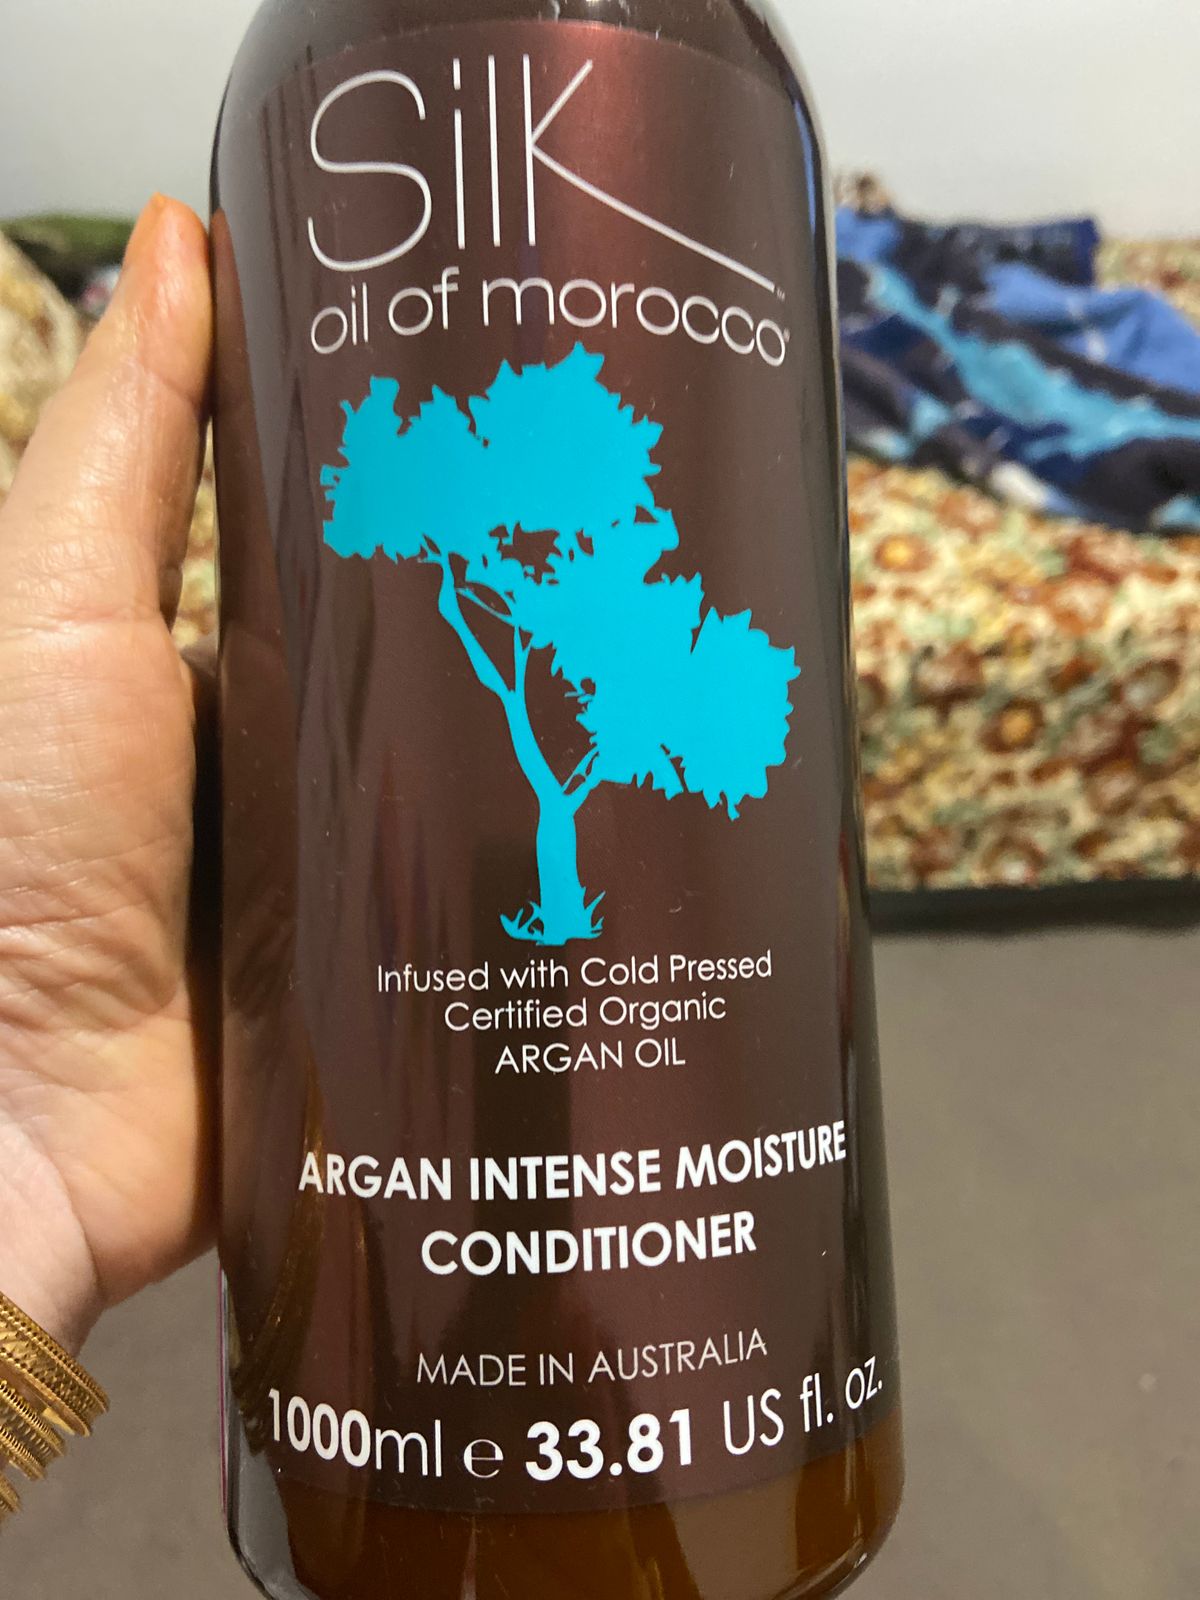 Silk™
oil of morocco®
Infused with Cold Pressed
Certified Organic
ARGAN OIL
ARGAN INTENSE MOISTURE
CONDITIONER
MADE IN AUSTRALIA
1000ml ℮ 33.81 US fl. oz.